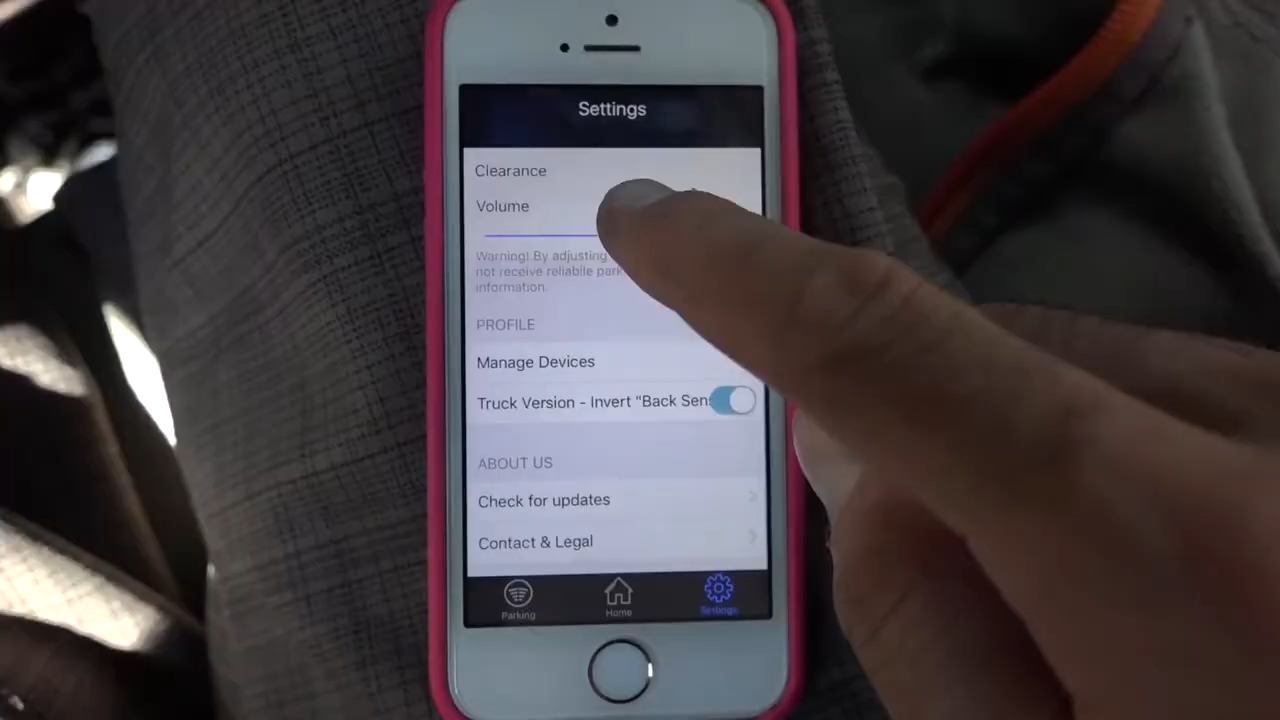 Settings
Clearance
Volume
Warning! By adjusting
not receive reliabile park
information.
PROFILE
Manage Devices
Truck Version - Invert "Back Sen
ABOUT US
Check for updates
Contact & Legal
Parking
Home
Settings